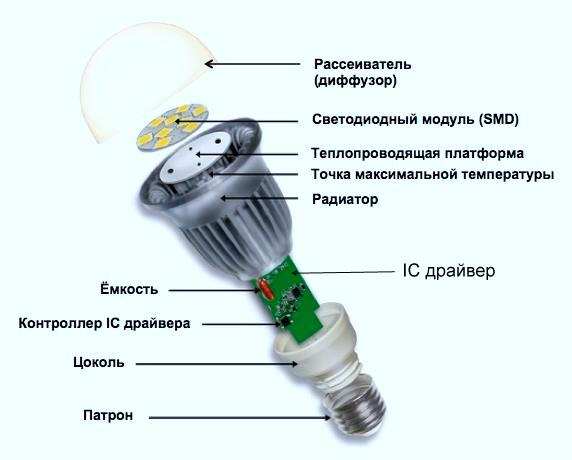 Рассеиватель
(диффузор)
Светодиодный модуль (SMD)
Теплопроводящая платформа
Точка максимальной температуры
Радиатор
IC драйвер
Ёмкость
Контроллер IC драйвера
Цоколь
Патрон